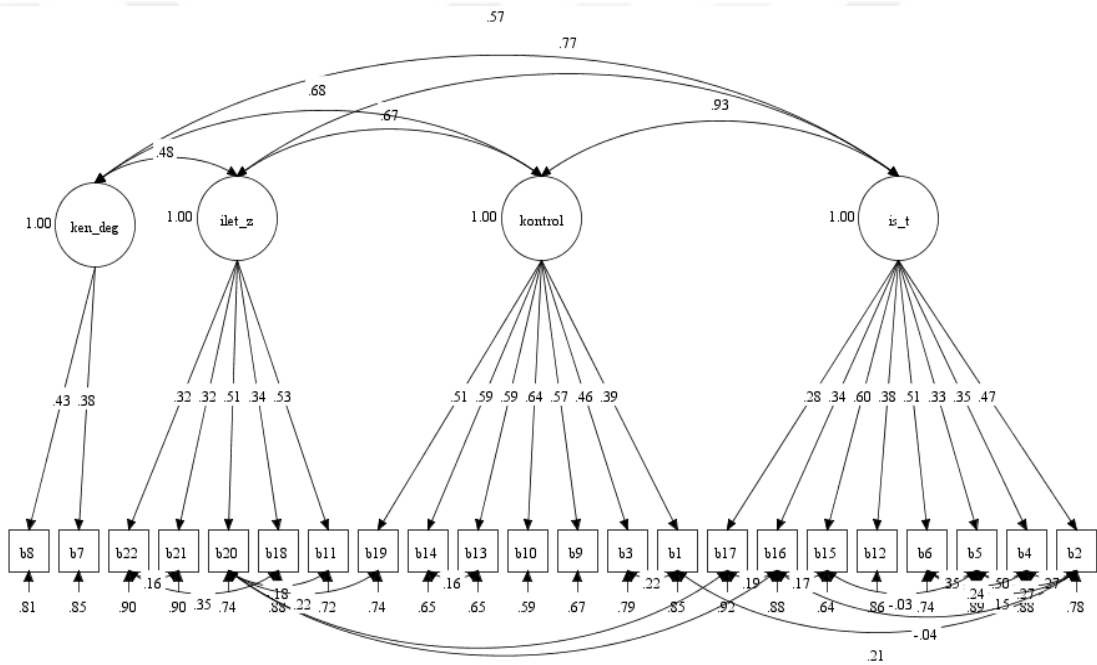 .57
.77
.68
.93
.67
.48
1.00 ken_deg 1.00 ilet_z 1.00 kontrol 1.00 is_t
.43 .38 .32 .32 .51 .34 .53 .51 .59 .59 .64 .57 .46 .39 .28 .34 .60 .38 .51 .33 .35 .47
b8 b7 b22 b21 b20 b18 b11 b19 b14 b13 b10 b9 b3 b1 b17 b16 b15 b12 b6 b5 b4 b2
.16 .16 .22 .19 .17 .35 .50 .27
.18 .24 .27
.35 .22 -.03 .15
.81 .85 .90 .90 .74 .88 .72 .74 .65 .65 .59 .67 .79 .85 .92 .88 .64 .86 .74 .89 .88 .78
-.04
.21